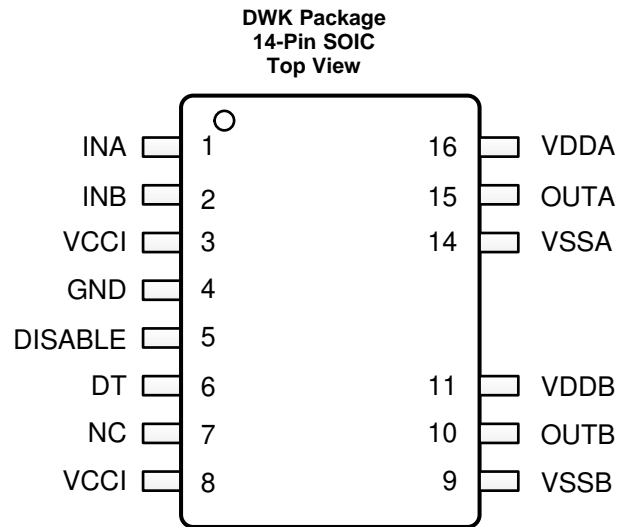 DWK Package
14-Pin SOIC
Top View
INA 1 16 VDDA
INB 2 15 OUTA
VCCI 3 14 VSSA
GND 4
DISABLE 5
DT 6 11 VDDB
NC 7 10 OUTB
VCCI 8 9 VSSB